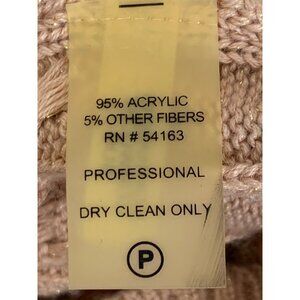 95% ACRYLIC
5% OTHER FIBERS
RN # 54163
PROFESSIONAL
DRY CLEAN ONLY
P